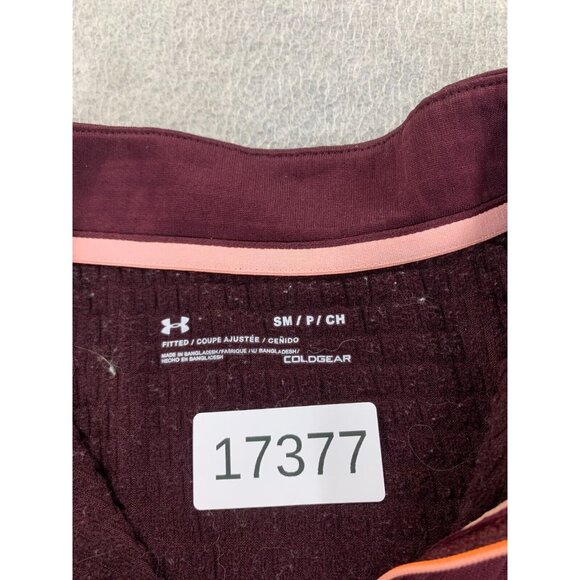 SM / P / CH
FITTED / COUPE AJUSTÉE / CEÑIDO
MADE IN BANGLADESH/FABRIQUÉ AU BANGLADESH/
HECHO EN BANGLADESH
COLDGEAR
17377